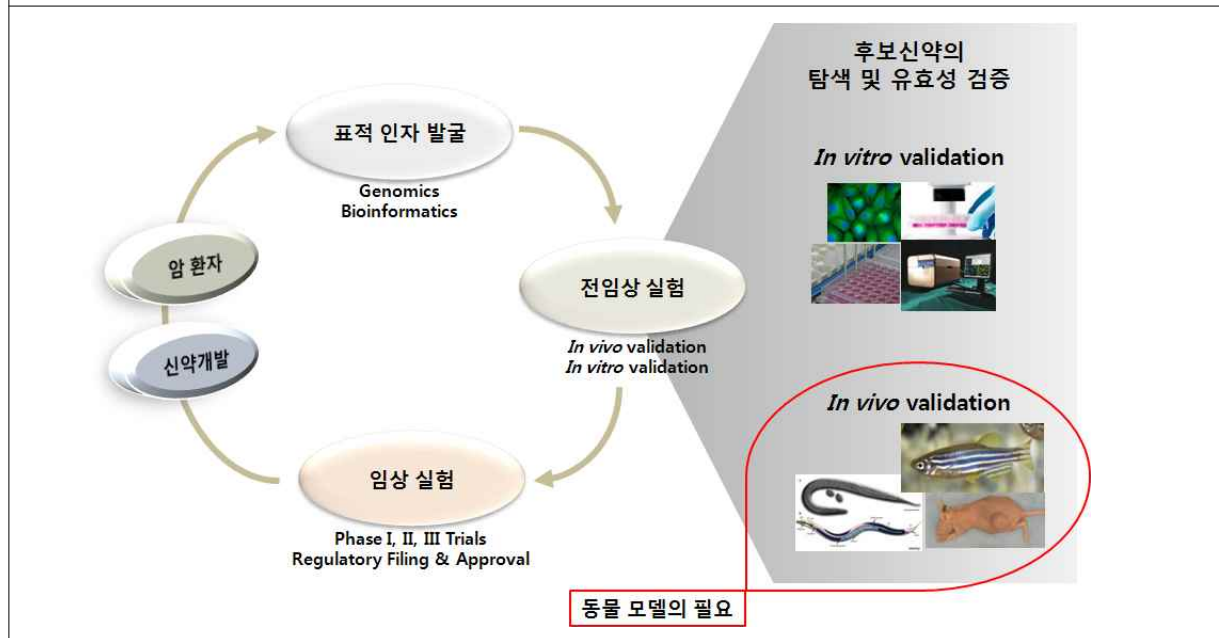 후보신약의
탐색 및 유효성 검증
표적 인자 발굴
Genomics
Bioinformatics
In vitro validation
암 환자
전임상 실험
In vivo validation
In vitro validation
신약개발
In vivo validation
임상 실험
Phase I, II, III Trials
Regulatory Filing & Approval
동물 모델의 필요